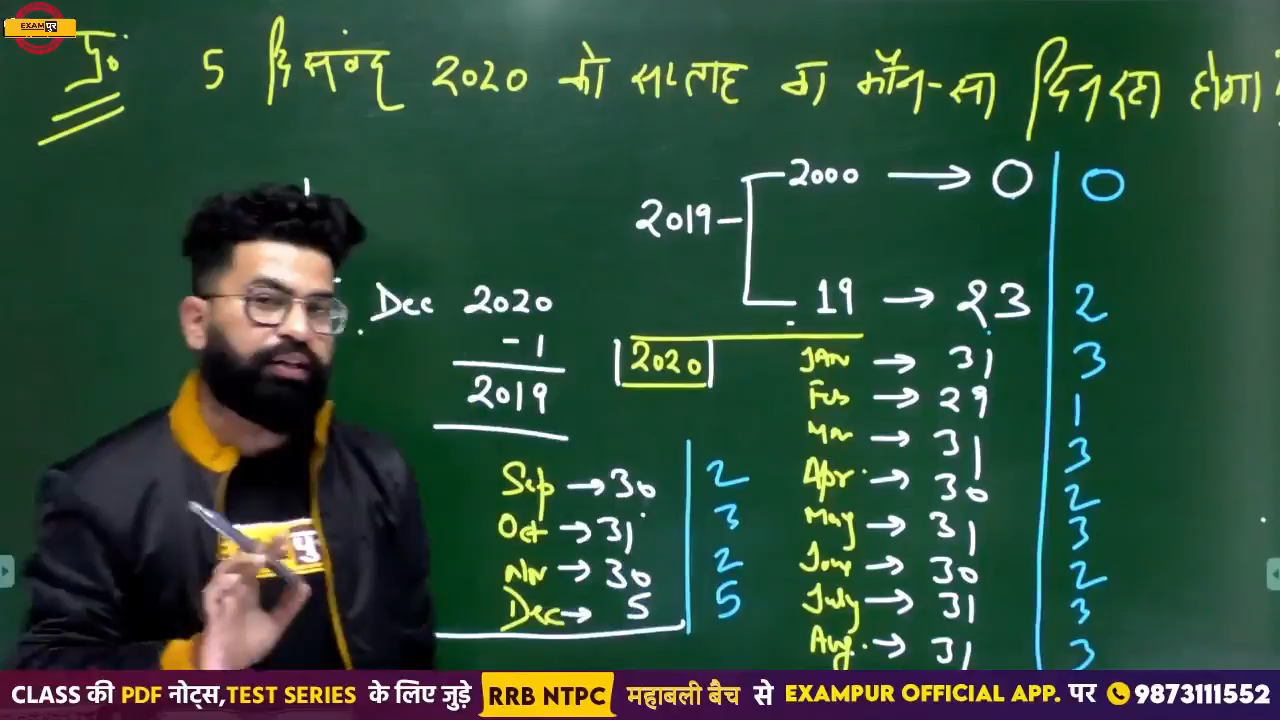 EXAMपुर
प्र० 5 दिसंबर 2020 को सप्ताह का कौन-सा दिन रहा होगा ?
2019 2000 → 0 0
19 → 23 2
Dec 2020
-1
2019
2020
JAN → 31 3
Feb → 29 1
Mar → 31 3
Apr → 30 2
May → 31 3
June → 30 2
July → 31 3
Aug → 31 3
Sep → 30 2
Oct → 31 3
Nov → 30 2
Dec → 5 5
पु
CLASS की PDF नोट्स,TEST SERIES के लिए जुड़े RRB NTPC महाबली बैच से EXAMPUR OFFICIAL APP. पर 9873111552